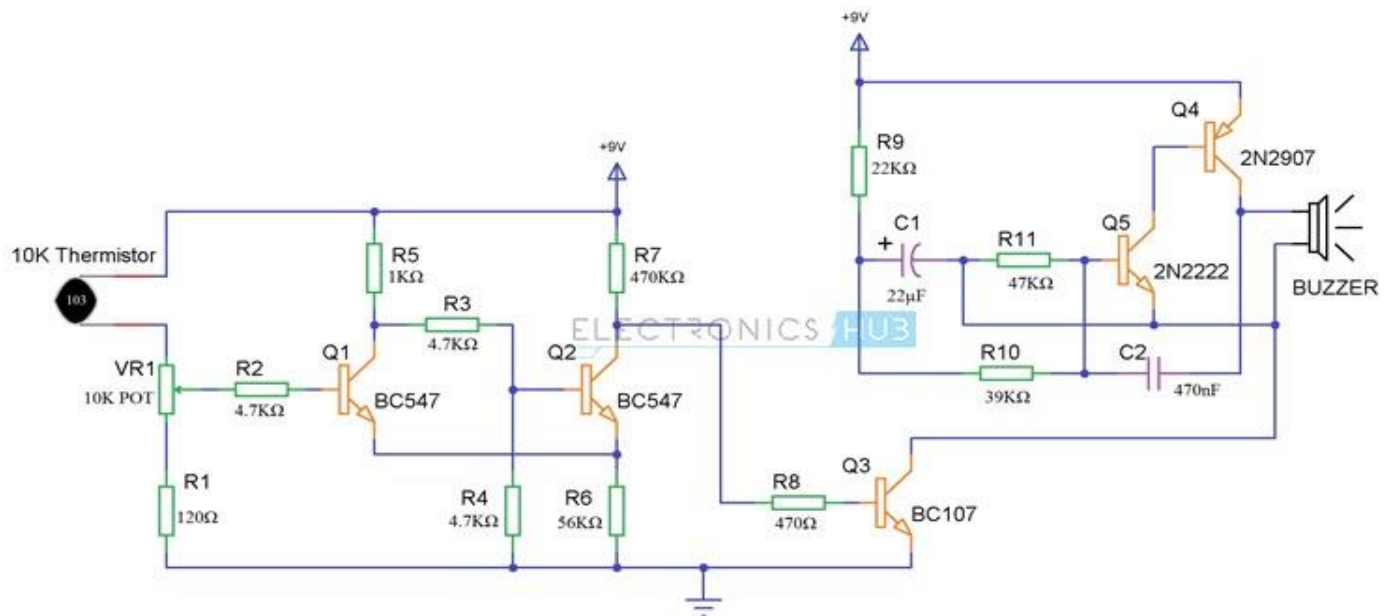 +9V
Q4
2N2907
R9
22KΩ
+9V
C1
+
22µF
R11
47KΩ
Q5
2N2222
BUZZER
10K Thermistor
103
R5
1KΩ
R7
470KΩ
R3
4.7KΩ
ELECTRONICS HUB
R10
39KΩ
C2
470nF
VR1
10K POT
R2
4.7KΩ
Q1
BC547
Q2
BC547
R1
120Ω
R4
4.7KΩ
R6
56KΩ
R8
470Ω
Q3
BC107